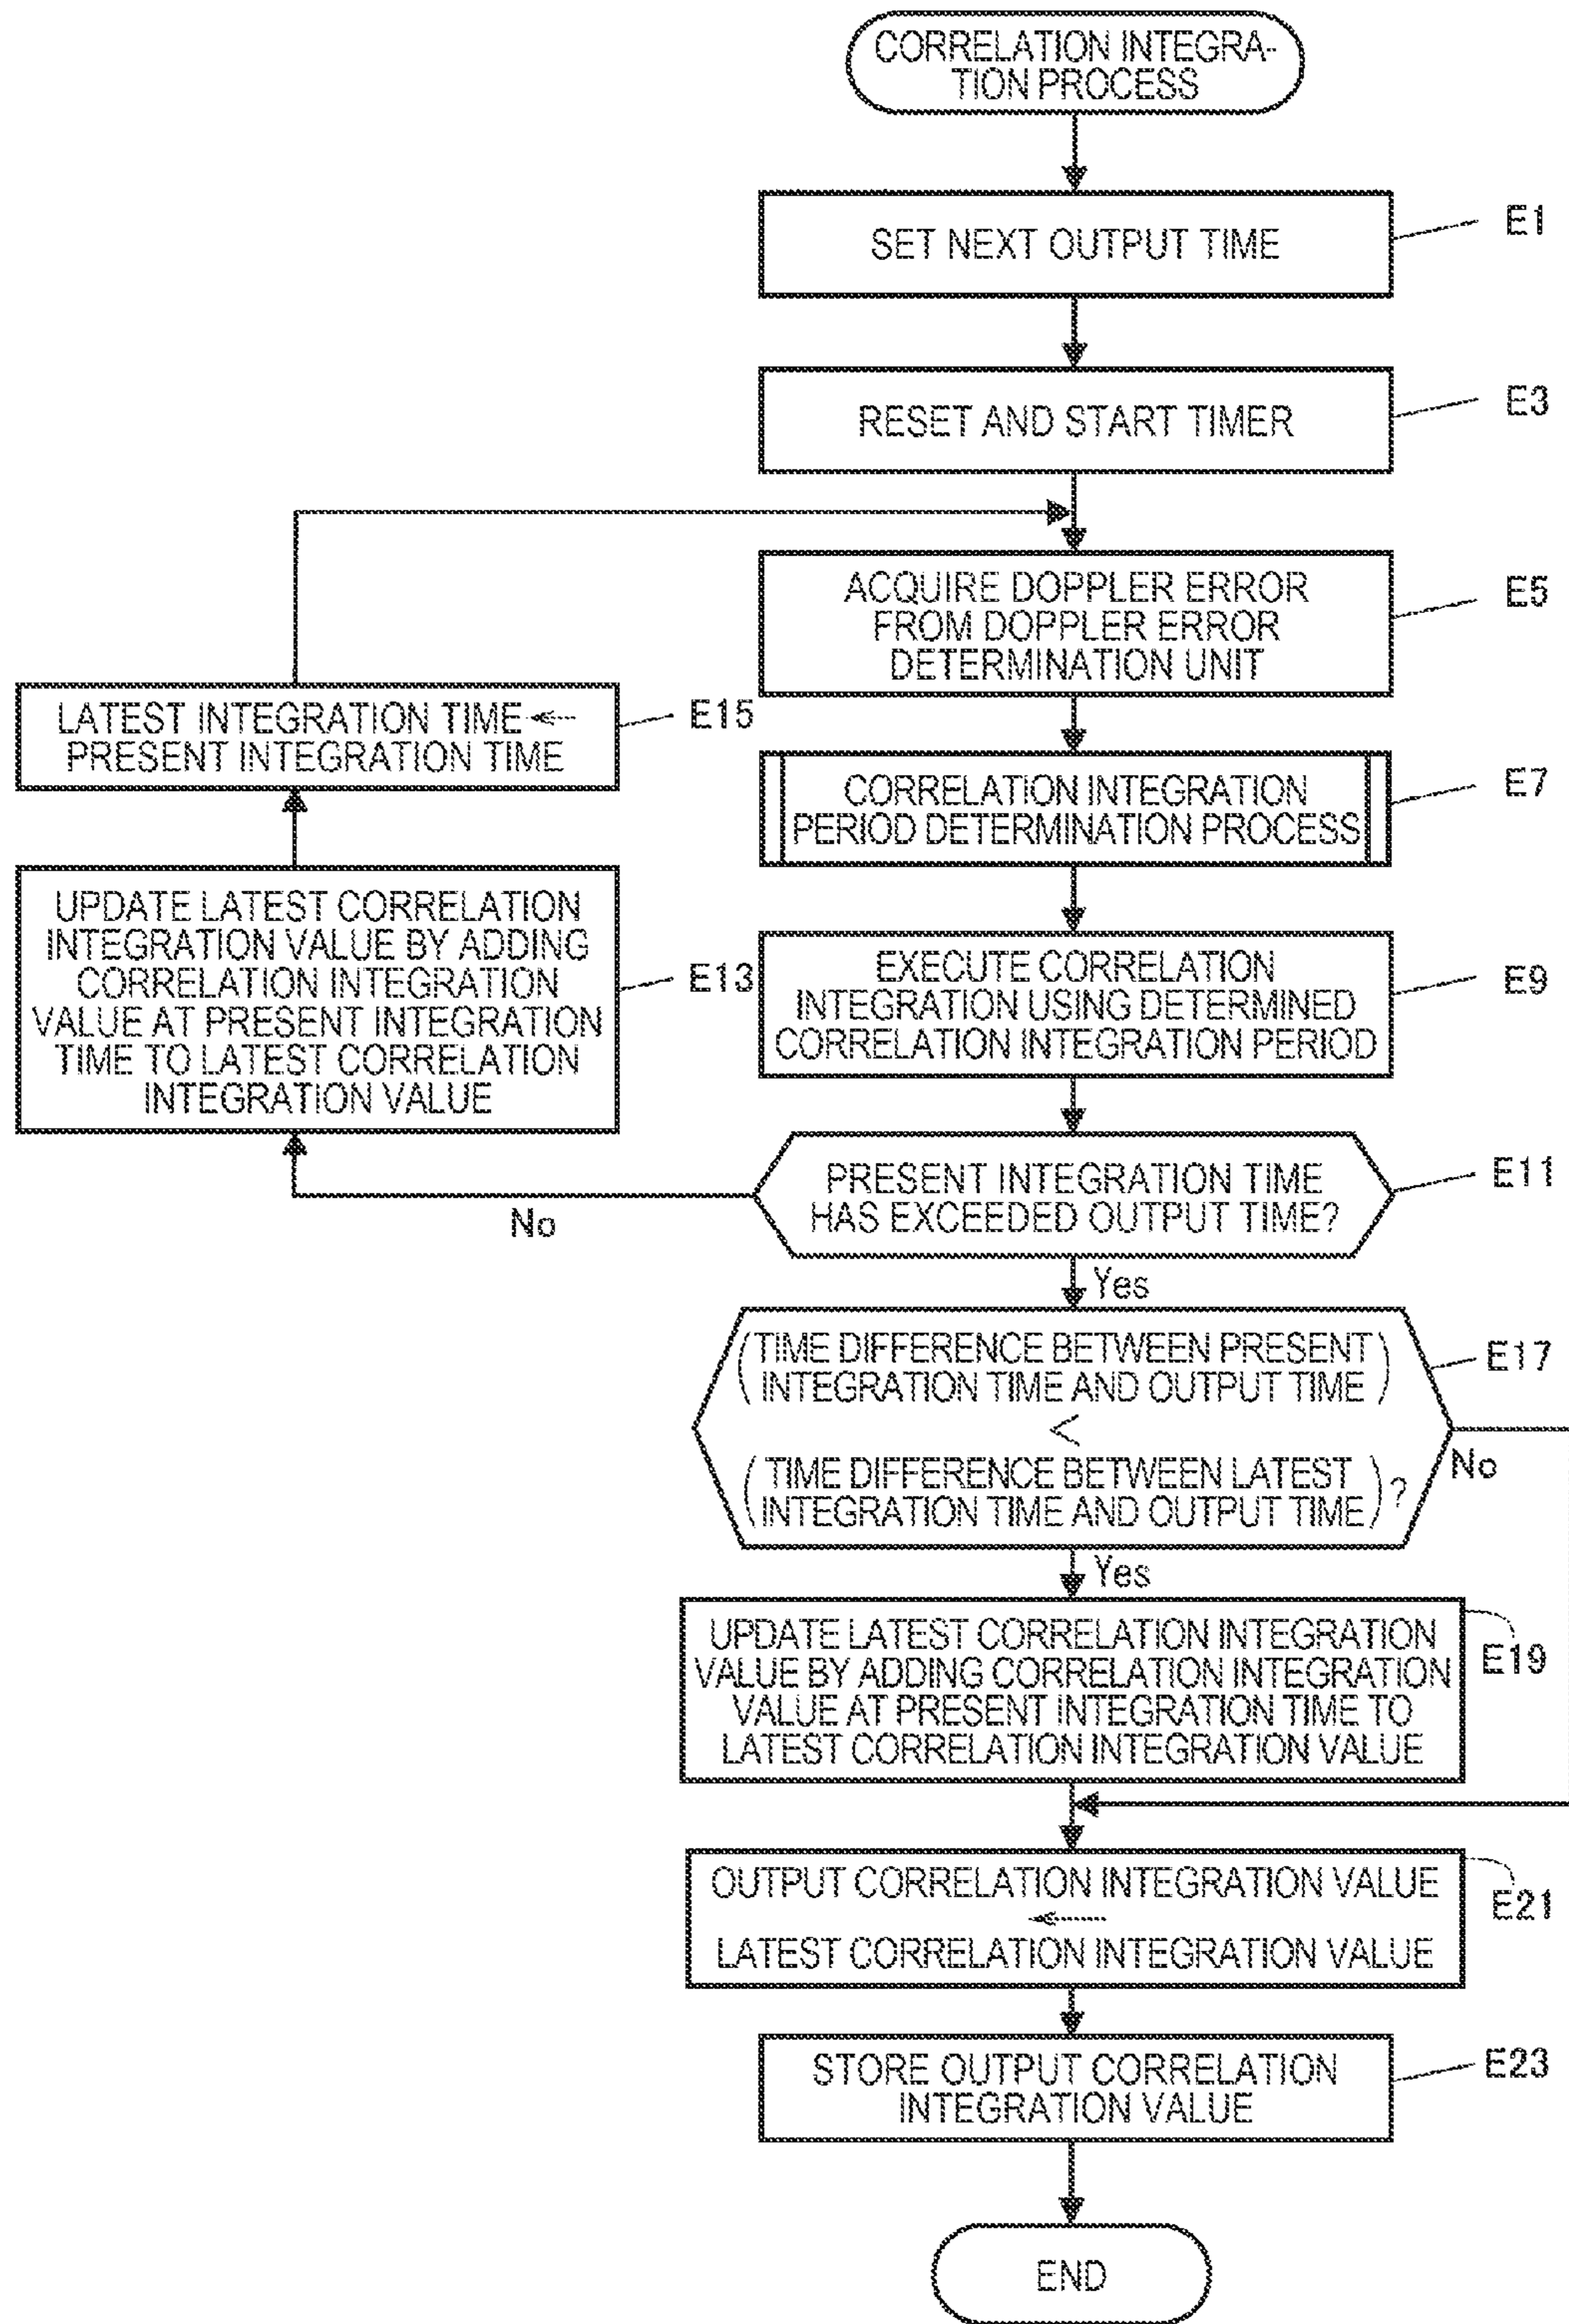 CORRELATION INTEGRA-
TION PROCESS
SET NEXT OUTPUT TIME
E1
RESET AND START TIMER
E3
ACQUIRE DOPPLER ERROR
FROM DOPPLER ERROR
DETERMINATION UNIT
E5
LATEST INTEGRATION TIME ←
PRESENT INTEGRATION TIME
E15
CORRELATION INTEGRATION
PERIOD DETERMINATION PROCESS
E7
UPDATE LATEST CORRELATION
INTEGRATION VALUE BY ADDING
CORRELATION INTEGRATION
VALUE AT PRESENT INTEGRATION
TIME TO LATEST CORRELATION
INTEGRATION VALUE
E13
EXECUTE CORRELATION
INTEGRATION USING DETERMINED
CORRELATION INTEGRATION PERIOD
E9
PRESENT INTEGRATION TIME
HAS EXCEEDED OUTPUT TIME?
E11
No
Yes
(TIME DIFFERENCE BETWEEN PRESENT
INTEGRATION TIME AND OUTPUT TIME)
<
(TIME DIFFERENCE BETWEEN LATEST
INTEGRATION TIME AND OUTPUT TIME)?
E17
No
Yes
UPDATE LATEST CORRELATION INTEGRATION
VALUE BY ADDING CORRELATION INTEGRATION
VALUE AT PRESENT INTEGRATION TIME TO
LATEST CORRELATION INTEGRATION VALUE
E19
OUTPUT CORRELATION INTEGRATION VALUE
←
LATEST CORRELATION INTEGRATION VALUE
E21
STORE OUTPUT CORRELATION
INTEGRATION VALUE
E23
END